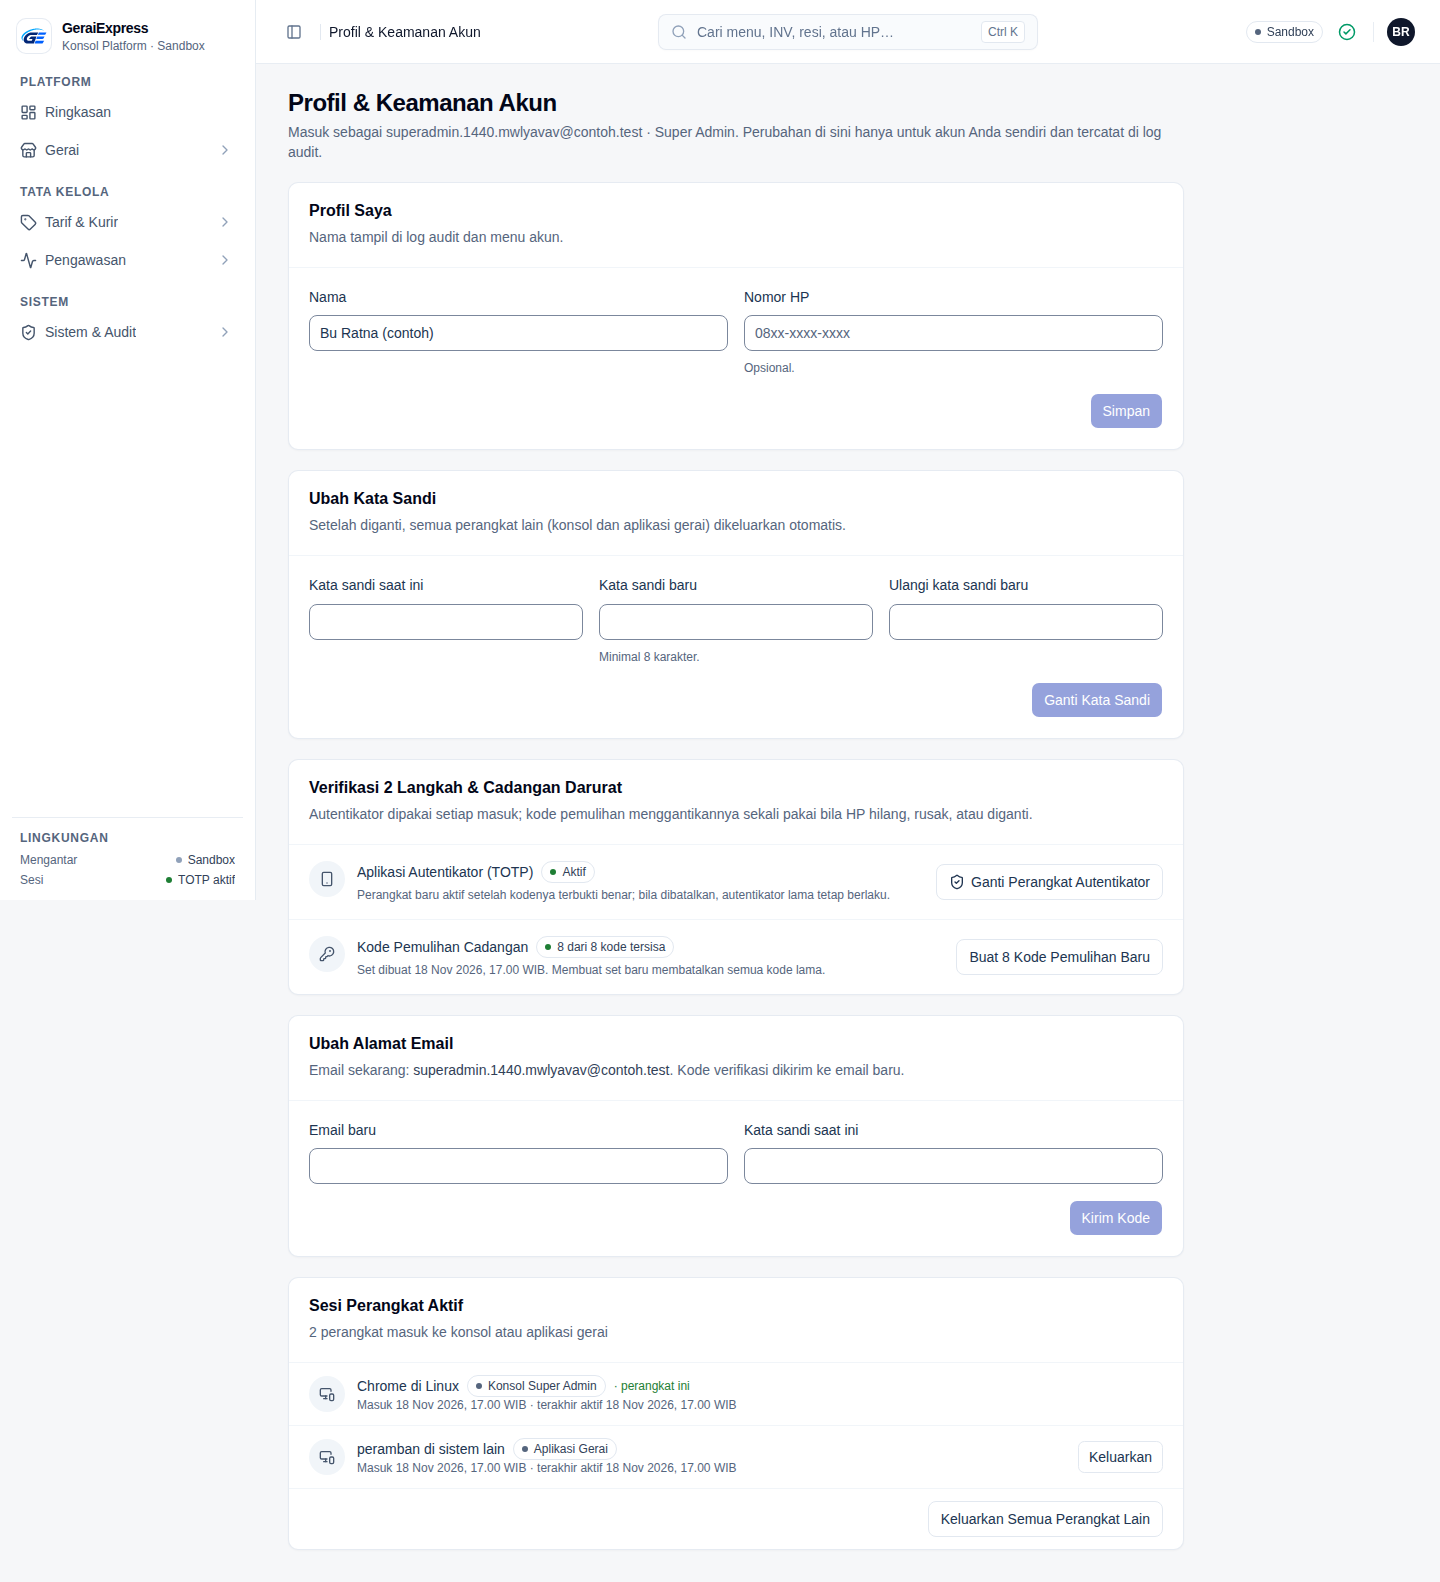 GeraiExpress
Konsol Platform · Sandbox
PLATFORM
Ringkasan
Gerai
TATA KELOLA
Tarif & Kurir
Pengawasan
SISTEM
Sistem & Audit
LINGKUNGAN
Mengantar Sandbox
Sesi TOTP aktif
Profil & Keamanan Akun
Cari menu, INV, resi, atau HP… Ctrl K
Sandbox
BR
Profil & Keamanan Akun
Masuk sebagai superadmin.1440.mwlyavav@contoh.test · Super Admin. Perubahan di sini hanya untuk akun Anda sendiri dan tercatat di log
audit.
Profil Saya
Nama tampil di log audit dan menu akun.
Nama Nomor HP
Bu Ratna (contoh) 08xx-xxxx-xxxx
Opsional.
Simpan
Ubah Kata Sandi
Setelah diganti, semua perangkat lain (konsol dan aplikasi gerai) dikeluarkan otomatis.
Kata sandi saat ini Kata sandi baru Ulangi kata sandi baru
Minimal 8 karakter.
Ganti Kata Sandi
Verifikasi 2 Langkah & Cadangan Darurat
Autentikator dipakai setiap masuk; kode pemulihan menggantikannya sekali pakai bila HP hilang, rusak, atau diganti.
Aplikasi Autentikator (TOTP) Aktif
Perangkat baru aktif setelah kodenya terbukti benar; bila dibatalkan, autentikator lama tetap berlaku.
Ganti Perangkat Autentikator
Kode Pemulihan Cadangan 8 dari 8 kode tersisa
Set dibuat 18 Nov 2026, 17.00 WIB. Membuat set baru membatalkan semua kode lama.
Buat 8 Kode Pemulihan Baru
Ubah Alamat Email
Email sekarang: superadmin.1440.mwlyavav@contoh.test. Kode verifikasi dikirim ke email baru.
Email baru Kata sandi saat ini
Kirim Kode
Sesi Perangkat Aktif
2 perangkat masuk ke konsol atau aplikasi gerai
Chrome di Linux Konsol Super Admin · perangkat ini
Masuk 18 Nov 2026, 17.00 WIB · terakhir aktif 18 Nov 2026, 17.00 WIB
peramban di sistem lain Aplikasi Gerai
Masuk 18 Nov 2026, 17.00 WIB · terakhir aktif 18 Nov 2026, 17.00 WIB
Keluarkan
Keluarkan Semua Perangkat Lain